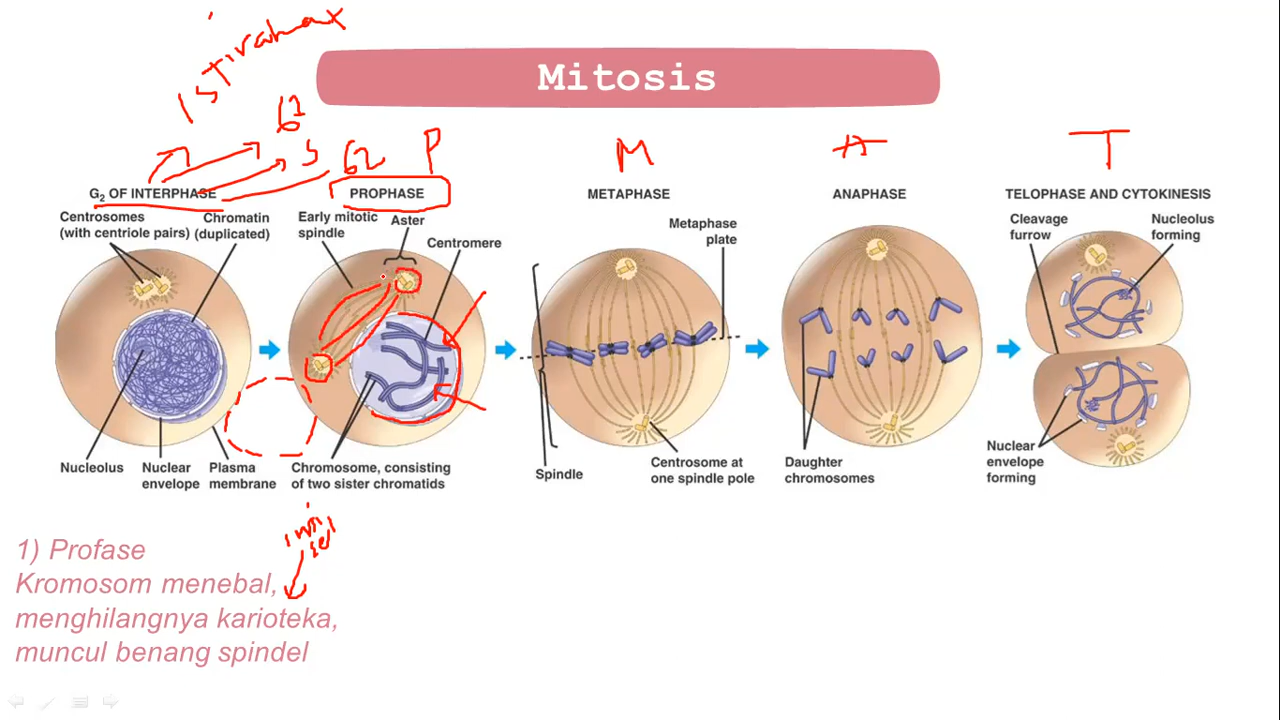 Istirahat
Mitosis
G1
S
G2
P
M
A
T
G2 OF INTERPHASE
PROPHASE
METAPHASE
ANAPHASE
TELOPHASE AND CYTOKINESIS
Centrosomes
(with centriole pairs)
Chromatin
(duplicated)
Early mitotic
spindle
Aster
Centromere
Metaphase
plate
Cleavage
furrow
Nucleolus
forming
Nucleolus
Nuclear
envelope
Plasma
membrane
Chromosome, consisting
of two sister chromatids
Spindle
Centrosome at
one spindle pole
Daughter
chromosomes
Nuclear
envelope
forming
inti
sel
1) Profase
Kromosom menebal,
menghilangnya karioteka,
muncul benang spindel